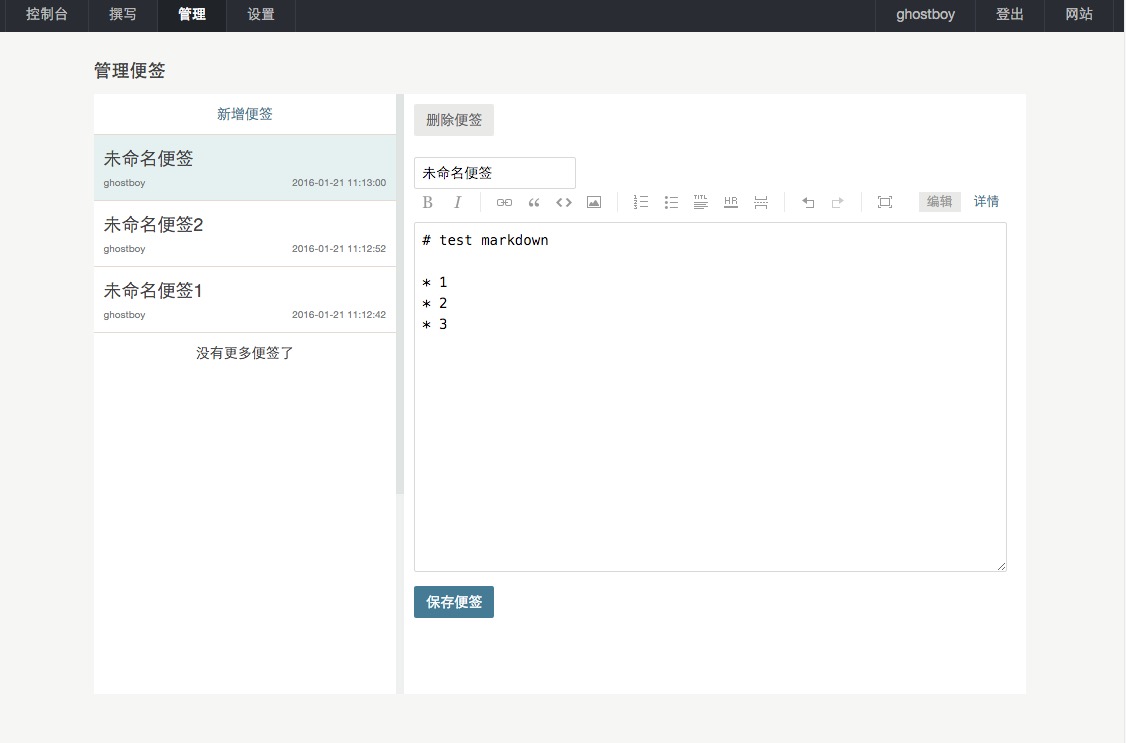 控制台 撰写 管理 设置 ghostboy 登出 网站
管理便签
新增便签
未命名便签
ghostboy 2016-01-21 11:13:00
未命名便签2
ghostboy 2016-01-21 11:12:52
未命名便签1
ghostboy 2016-01-21 11:12:42
没有更多便签了
删除便签
未命名便签
B I TITL HR 编辑 详情
# test markdown
* 1
* 2
* 3
保存便签